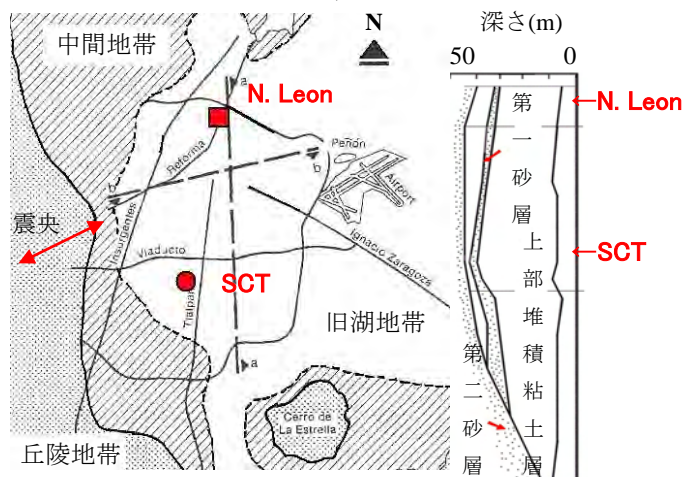 中間地帯
N
a
N. Leon
Reforma
Peñón
b
b
Airport
震央
Insurgentes
Viaducto
Ignacio Zaragoza
SCT
Tlalpan
旧湖地帯
a
Cerro de
La Estrella
丘陵地帯
深さ(m)
50
0
第一砂層
上部堆積粘土層
第二砂層
N. Leon
SCT